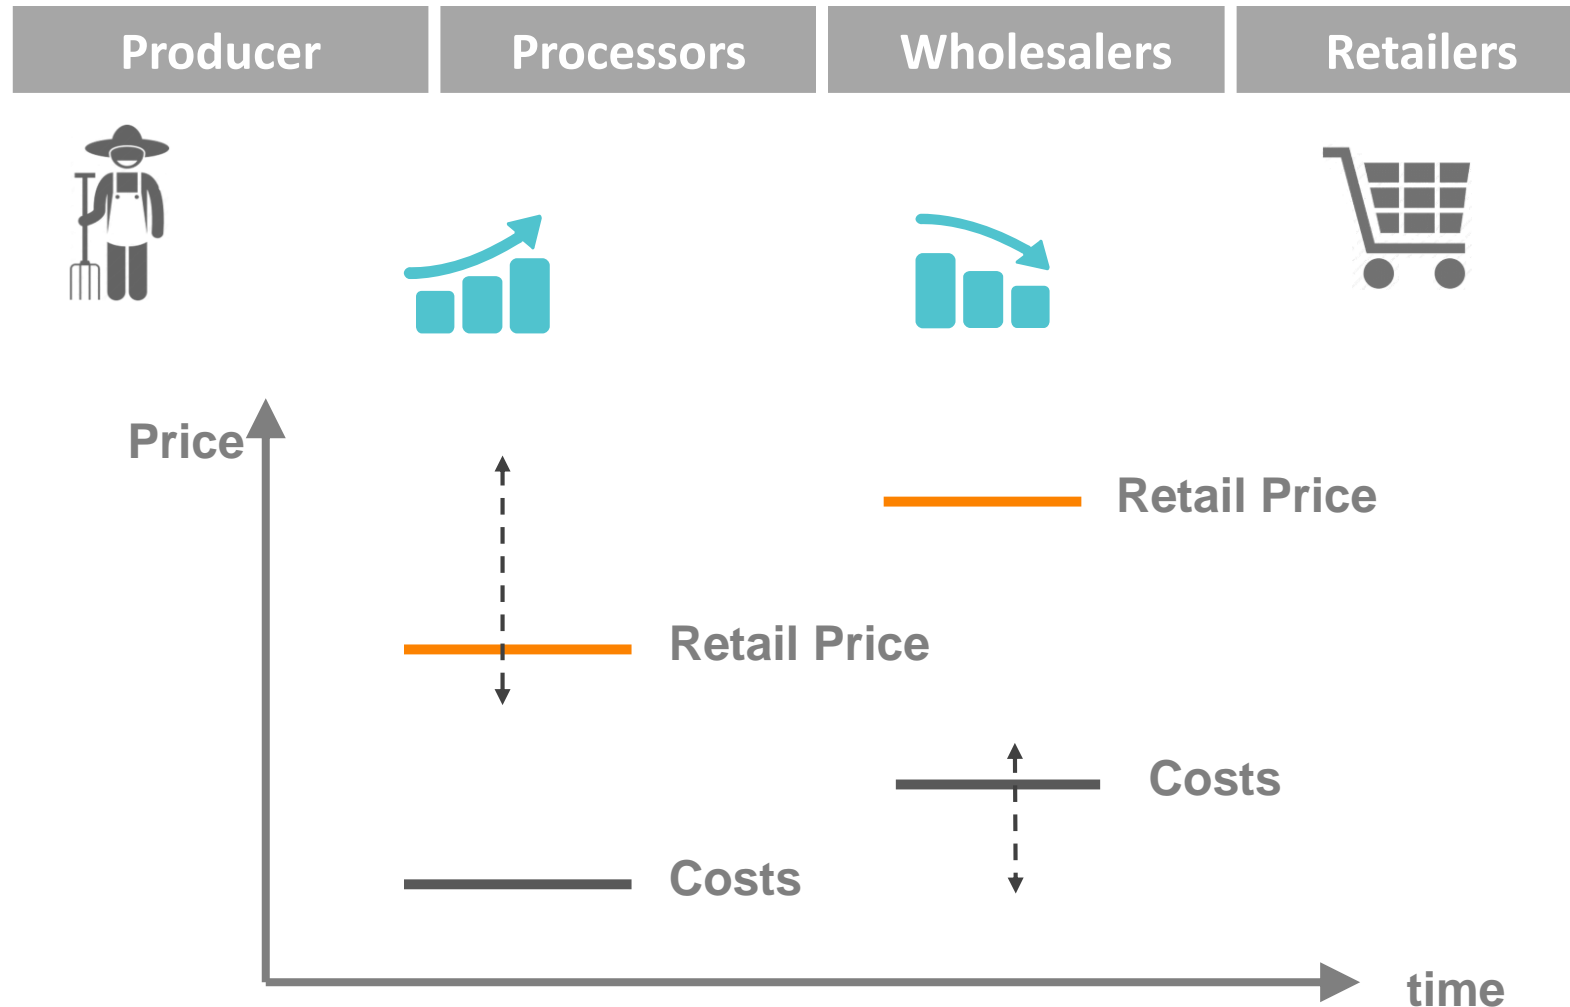 Producer
Processors
Wholesalers
Retailers
Price
Retail Price
Retail Price
Costs
Costs
time